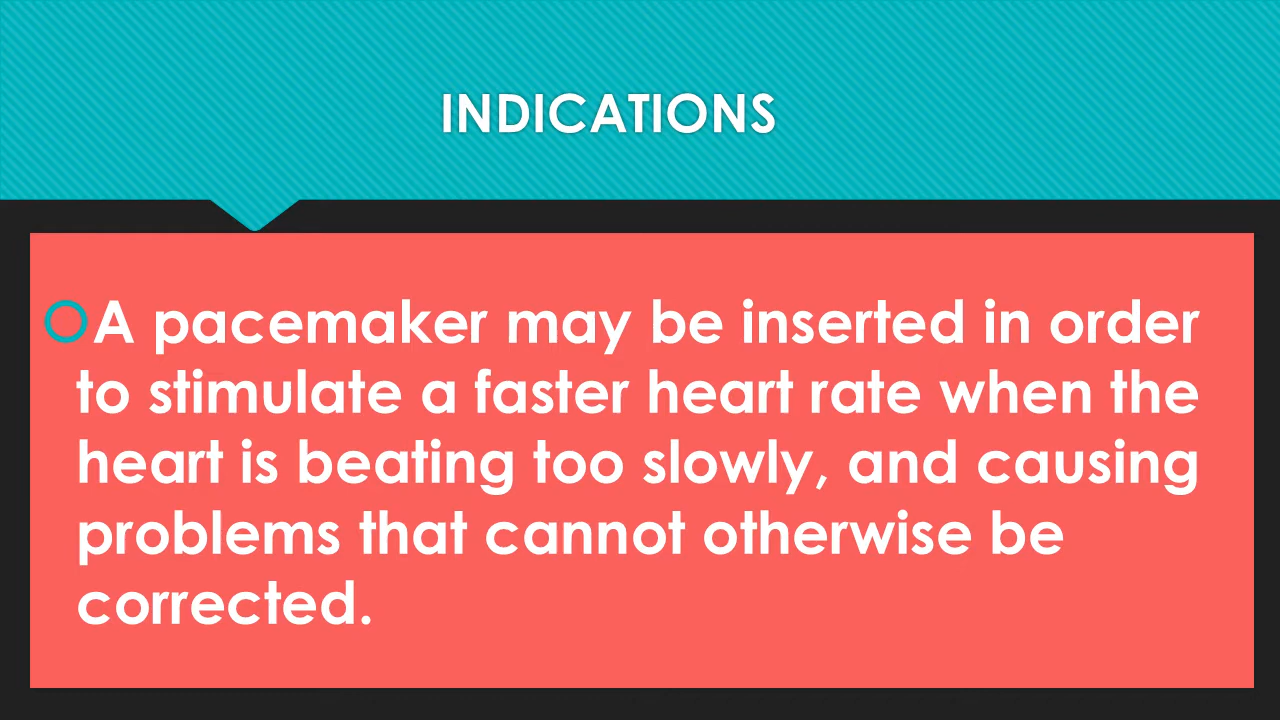 INDICATIONS
A pacemaker may be inserted in order
to stimulate a faster heart rate when the
heart is beating too slowly, and causing
problems that cannot otherwise be
corrected.